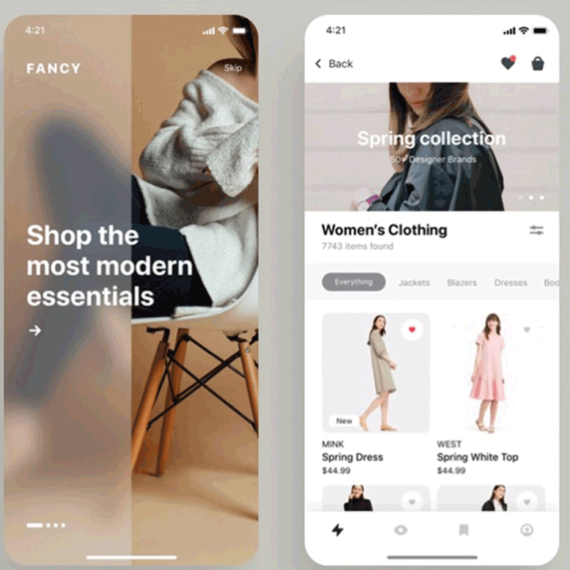 4:21
FANCY
Skip
Shop the
most modern
essentials
4:21
Back
Spring collection
50+ Designer Brands
Women's Clothing
7743 items found
Everything
Jackets
Blazers
Dresses
Bod
New
MINK
Spring Dress
$44.99
WEST
Spring White Top
$44.99